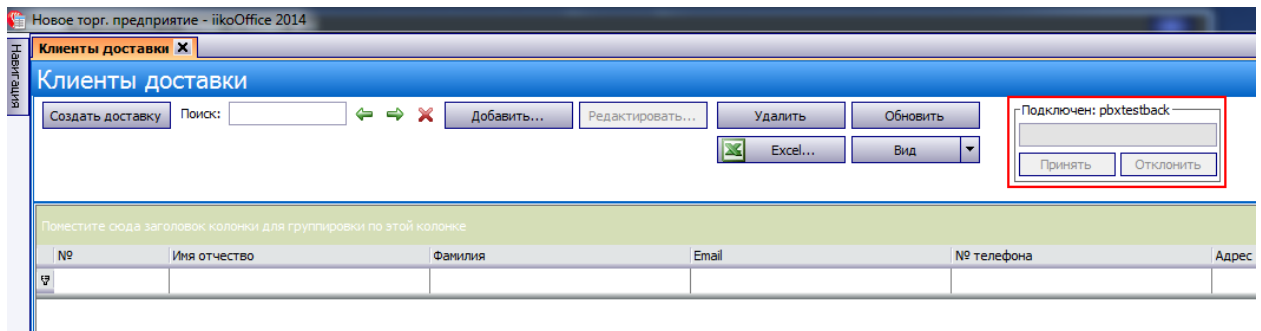 Новое торг. предприятие - iikoOffice 2014
Навигация
Клиенты доставки
Клиенты доставки
Создать доставку Поиск: Добавить... Редактировать... Удалить Обновить
Excel... Вид
Подключен: pbxtestback
Принять Отклонить
Поместите сюда заголовок колонки для группировки по этой колонке
№ Имя отчество Фамилия Email № телефона Адрес